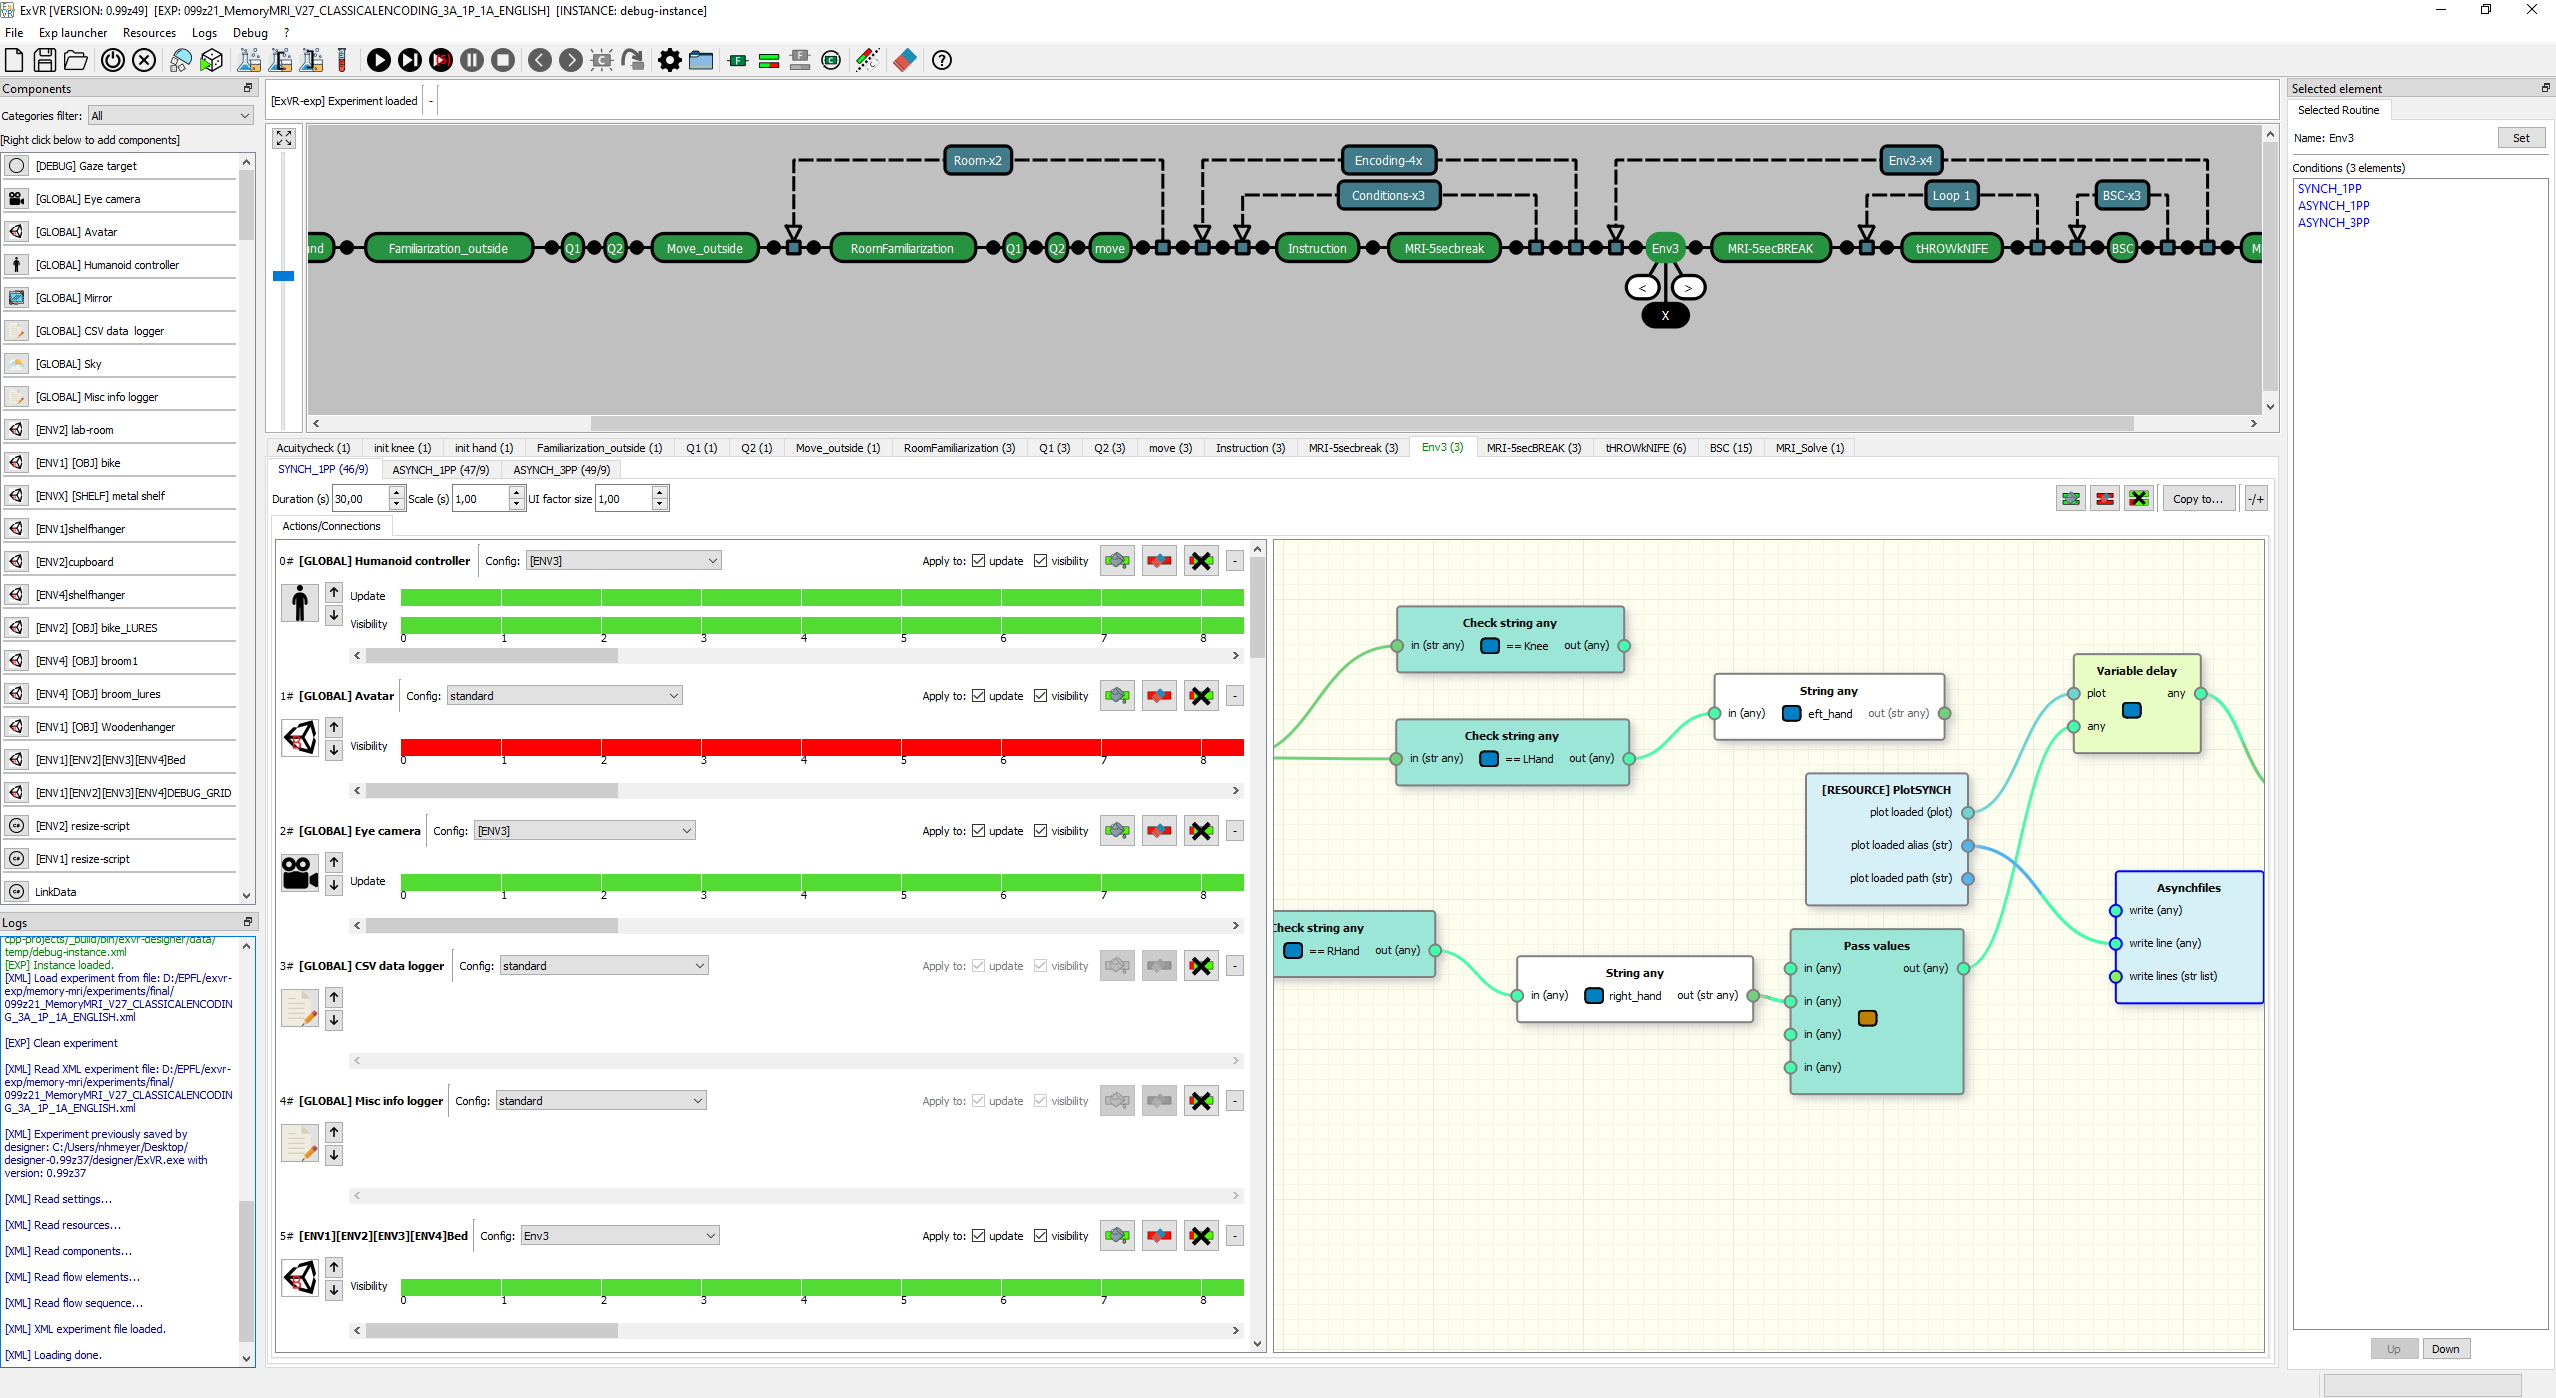 ExVR [VERSION: 0.99z49] [EXP: 099z21_MemoryMRI_V27_CLASSICALENCODING_3A_1P_1A_ENGLISH] [INSTANCE: debug-instance]
File Exp launcher Resources Logs Debug ?
Components
Categories filter: All
[Right click below to add components]
[DEBUG] Gaze target
[GLOBAL] Eye camera
[GLOBAL] Avatar
[GLOBAL] Humanoid controller
[GLOBAL] Mirror
[GLOBAL] CSV data logger
[GLOBAL] Sky
[GLOBAL] Misc info logger
[ENV2] lab-room
[ENV1] [OBJ] bike
[ENVX] [SHELF] metal shelf
[ENV1]shelfhanger
[ENV2]cupboard
[ENV4]shelfhanger
[ENV2] [OBJ] bike_LURES
[ENV4] [OBJ] broom1
[ENV4] [OBJ] broom_lures
[ENV1] [OBJ] Woodenhanger
[ENV1][ENV2][ENV3][ENV4]Bed
[ENV1][ENV2][ENV3][ENV4]DEBUG_GRID
[ENV2] resize-script
[ENV1] resize-script
LinkData
Logs
cpp-projects/_build/bin/exvr-designer/data/
temp/debug-instance.xml
[EXP] Instance loaded.
[XML] Load experiment from file: D:/EPFL/exvr-
exp/memory-mri/experiments/final/
099z21_MemoryMRI_V27_CLASSICALENCODIN
G_3A_1P_1A_ENGLISH.xml
[EXP] Clean experiment
[XML] Read XML experiment file: D:/EPFL/exvr-
exp/memory-mri/experiments/final/
099z21_MemoryMRI_V27_CLASSICALENCODIN
G_3A_1P_1A_ENGLISH.xml
[XML] Experiment previously saved by
designer: C:/Users/nhmeyer/Desktop/
designer-0.99z37/designer/ExVR.exe with
version: 0.99z37
[XML] Read settings...
[XML] Read resources...
[XML] Read components...
[XML] Read flow elements...
[XML] Read flow sequence...
[XML] XML experiment file loaded.
[XML] Loading done.
[ExVR-exp] Experiment loaded -
Room-x2 Encoding-4x Env3-x4
Conditions-x3 Loop 1 BSC-x3
nd Familiarization_outside Q1 Q2 Move_outside RoomFamiliarization Q1 Q2 move Instruction MRI-5secbreak Env3 MRI-5secBREAK tHROWkNIFE BSC M
< >
X
Acuitycheck (1) init knee (1) init hand (1) Familiarization_outside (1) Q1 (1) Q2 (1) Move_outside (1) RoomFamiliarization (3) Q1 (3) Q2 (3) move (3) Instruction (3) MRI-5secbreak (3) Env3 (3) MRI-5secBREAK (3) tHROWkNIFE (6) BSC (15) MRI_Solve (1)
SYNCH_1PP (46/9) ASYNCH_1PP (47/9) ASYNCH_3PP (49/9)
Duration (s) 30,00 Scale (s) 1,00 UI factor size 1,00 Copy to... -/+
Actions/Connections
0# [GLOBAL] Humanoid controller Config: [ENV3] Apply to: update visibility -
Update
Visibility
0 1 2 3 4 5 6 7 8
1# [GLOBAL] Avatar Config: standard Apply to: update visibility -
Visibility
0 1 2 3 4 5 6 7 8
2# [GLOBAL] Eye camera Config: [ENV3] Apply to: update visibility -
Update
0 1 2 3 4 5 6 7 8
3# [GLOBAL] CSV data logger Config: standard Apply to: update visibility -
4# [GLOBAL] Misc info logger Config: standard Apply to: update visibility -
5# [ENV1][ENV2][ENV3][ENV4]Bed Config: Env3 Apply to: update visibility -
Visibility
0 1 2 3 4 5 6 7 8
Check string any
in (str any) == Knee out (any)
Check string any
in (str any) == LHand out (any)
String any
in (any) eft_hand out (str any)
Variable delay
plot any
any
[RESOURCE] PlotSYNCH
plot loaded (plot)
plot loaded alias (str)
plot loaded path (str)
Asynchfiles
write (any)
write line (any)
write lines (str list)
Check string any
== RHand out (any)
String any
in (any) right_hand out (str any)
Pass values
in (any) out (any)
in (any)
in (any)
in (any)
Selected element
Selected Routine
Name: Env3 Set
Conditions (3 elements)
SYNCH_1PP
ASYNCH_1PP
ASYNCH_3PP
Up Down